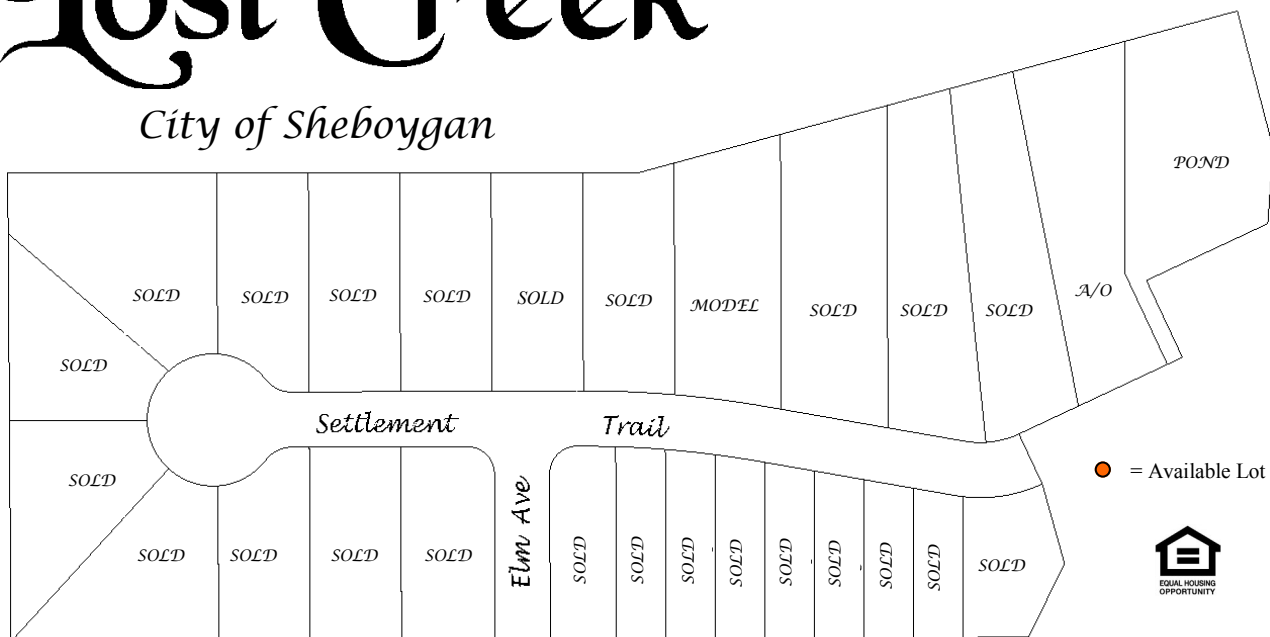 Lost Creek
City of Sheboygan
POND
SOLD
SOLD
SOLD
SOLD
SOLD
SOLD
MODEL
SOLD
SOLD
SOLD
A/O
SOLD
Settlement Trail
SOLD
= Available Lot
Elm Ave
SOLD
SOLD
SOLD
SOLD
SOLD
SOLD
SOLD
SOLD
SOLD
SOLD
SOLD
SOLD
SOLD
EQUAL HOUSING
OPPORTUNITY